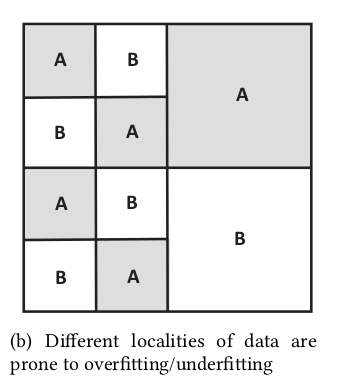 A B
A
B A
A B
B
B A
(b) Different localities of data are
prone to overfitting/underfitting